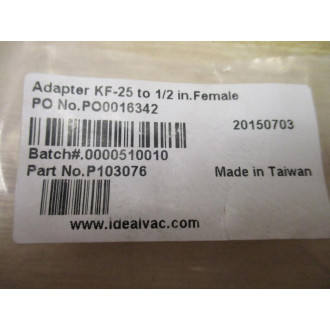 Adapter KF-25 to 1/2 in.Female
PO No.PO0016342
20150703
Batch#.0000510010
Part No.P103076
Made in Taiwan
www.idealvac.com